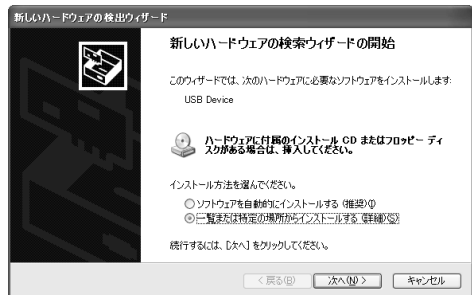 新しいハードウェアの検出ウィザード
新しいハードウェアの検索ウィザードの開始
このウィザードでは、次のハードウェアに必要なソフトウェアをインストールします:
USB Device
ハードウェアに付属のインストール CD またはフロッピー ディ
スクがある場合は、挿入してください。
インストール方法を選んでください。
ソフトウェアを自動的にインストールする (推奨)(I)
一覧または特定の場所からインストールする (詳細)(S)
続行するには、[次へ] をクリックしてください。
< 戻る(B)
次へ(N) >
キャンセル